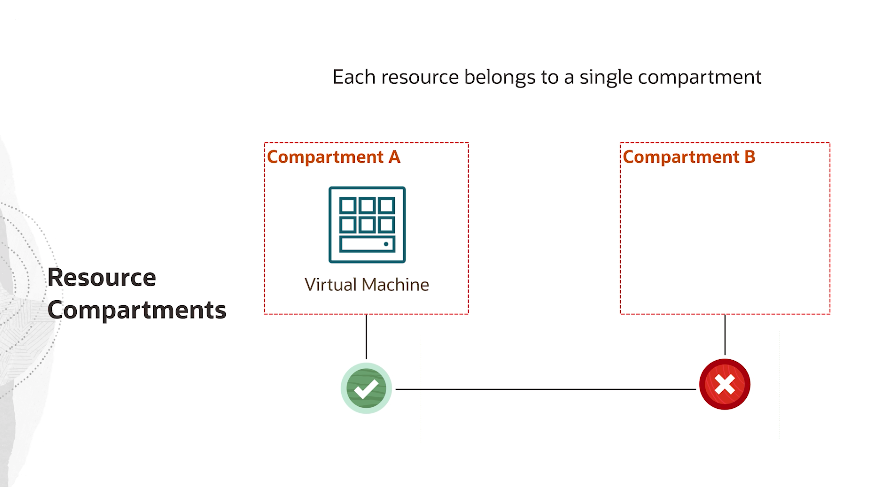 Each resource belongs to a single compartment
Compartment A
Compartment B
Virtual Machine
Resource
Compartments